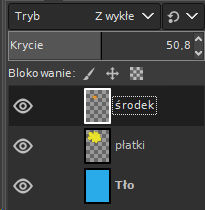 Tryb Z wykłe
Krycie 50,8
Blokowanie:
środek
płatki
Tło